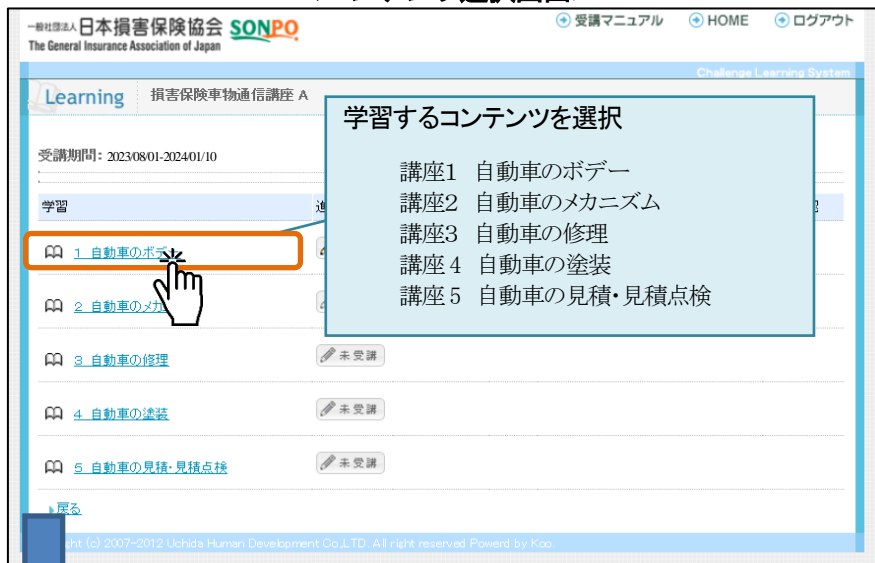 一般社団法人日本損害保険協会 SONPO
The General Insurance Association of Japan
受講マニュアル HOME ログアウト
Challenge Learning System
Learning 損害保険車物通信講座 A
学習するコンテンツを選択
講座1 自動車のボデー
講座2 自動車のメカニズム
講座3 自動車の修理
講座4 自動車の塗装
講座5 自動車の見積・見積点検
受講期間：2023/08/01-2024/01/10
学習
1 自動車のボデー
2 自動車のメカ
3 自動車の修理 未受講
4 自動車の塗装 未受講
5 自動車の見積・見積点検 未受講
戻る
ght (c) 2007-2012 Uchida Human Development Co.,LTD. All right reserved Powerd by Koo.